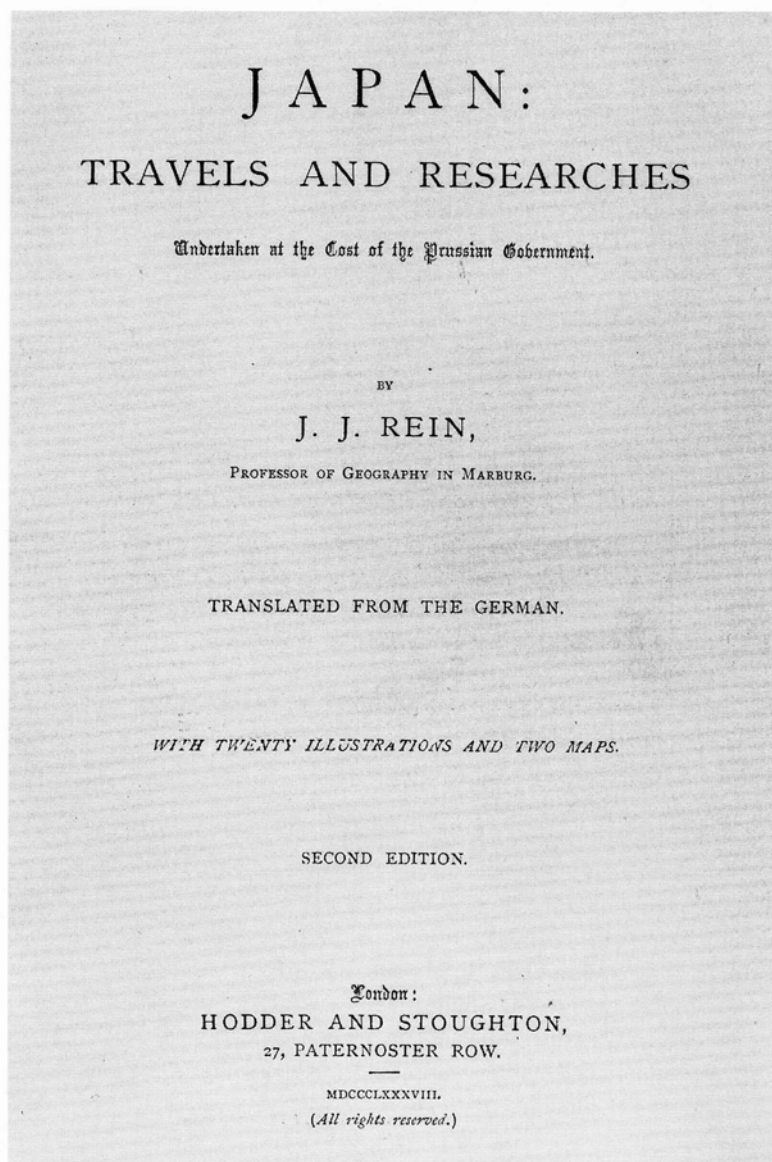 JAPAN:
TRAVELS AND RESEARCHES
Undertaken at the Cost of the Prussian Government.
BY
J. J. REIN,
PROFESSOR OF GEOGRAPHY IN MARBURG.
TRANSLATED FROM THE GERMAN.
WITH TWENTY ILLUSTRATIONS AND TWO MAPS.
SECOND EDITION.
London:
HODDER AND STOUGHTON,
27, PATERNOSTER ROW.
MDCCCLXXXVIII.
(All rights reserved.)